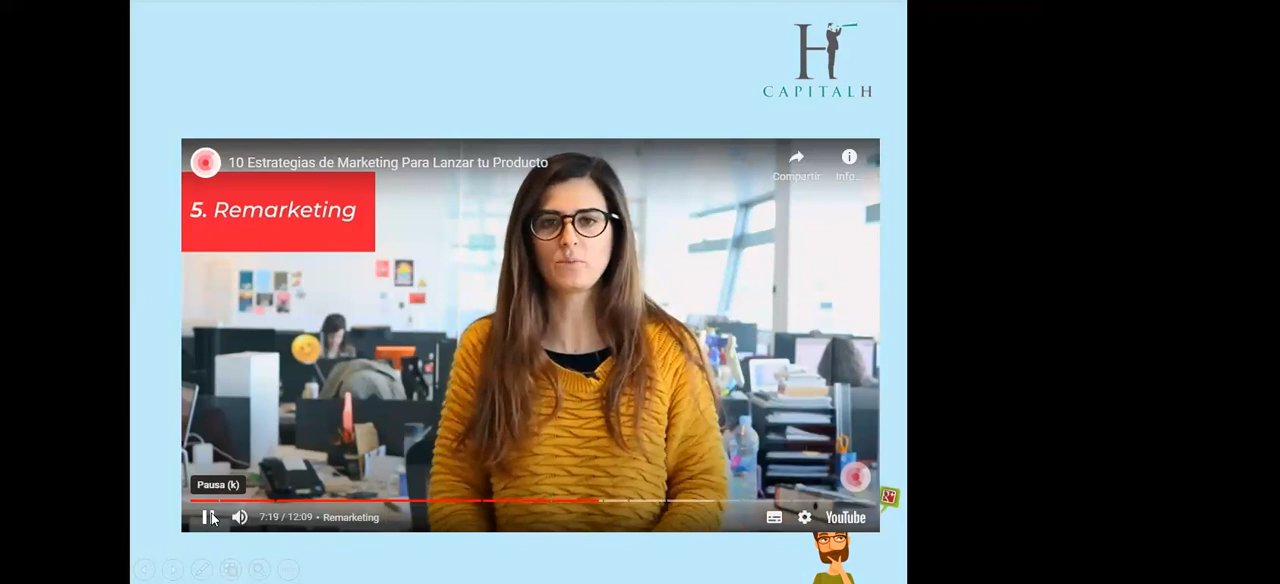 H
CAPITALH
10 Estrategias de Marketing Para Lanzar tu Producto
Compartir
Info...
5. Remarketing
Pausa (k)
7:19 / 12:09 • Remarketing
YouTube